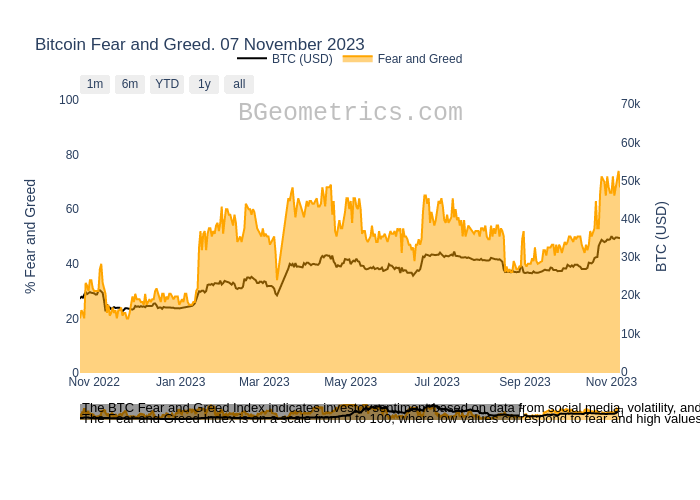 Bitcoin Fear and Greed. 07 November 2023
BTC (USD) Fear and Greed
1m 6m YTD 1y all
BGeometrics.com
100
80
60
40
20
0
% Fear and Greed
70k
60k
50k
40k
30k
20k
10k
0
BTC (USD)
Nov 2022 Jan 2023 Mar 2023 May 2023 Jul 2023 Sep 2023 Nov 2023
The BTC Fear and Greed Index indicates investor sentiment based on data from social media, volatility, and
The Fear and Greed Index is on a scale from 0 to 100, where low values correspond to fear and high values